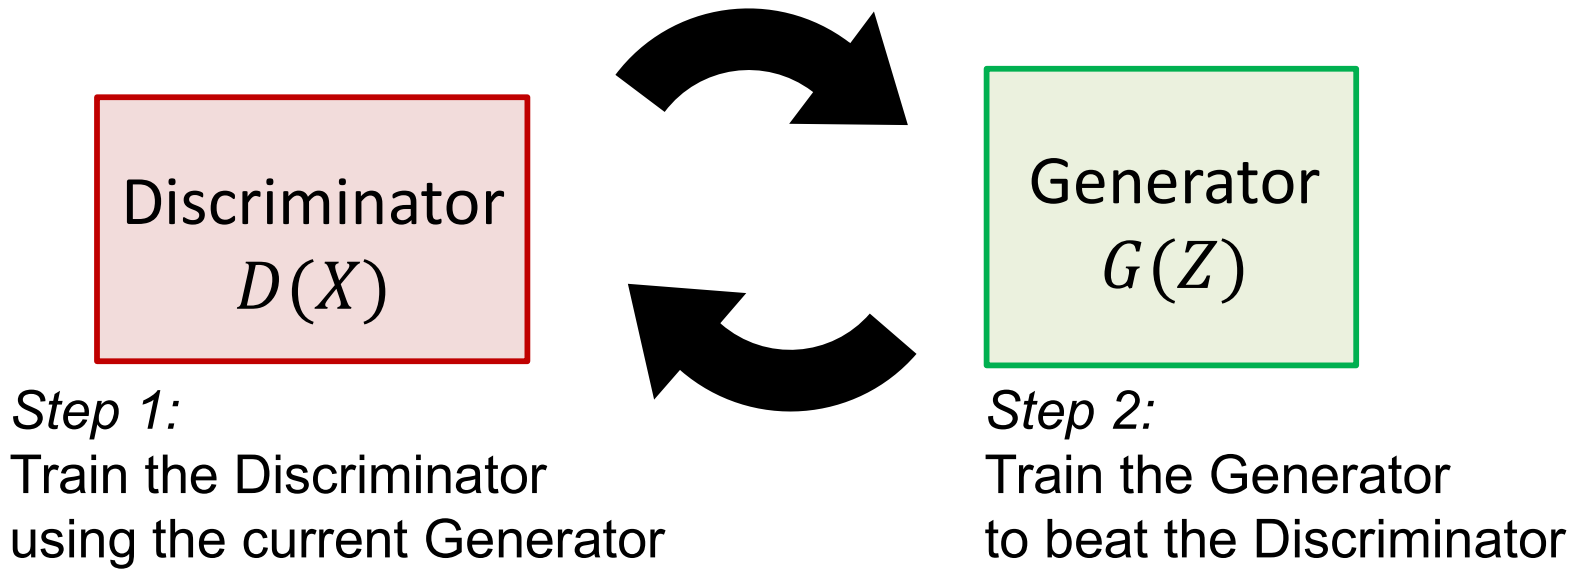 Discriminator
D(X)
Step 1:
Train the Discriminator
using the current Generator
Generator
G(Z)
Step 2:
Train the Generator
to beat the Discriminator